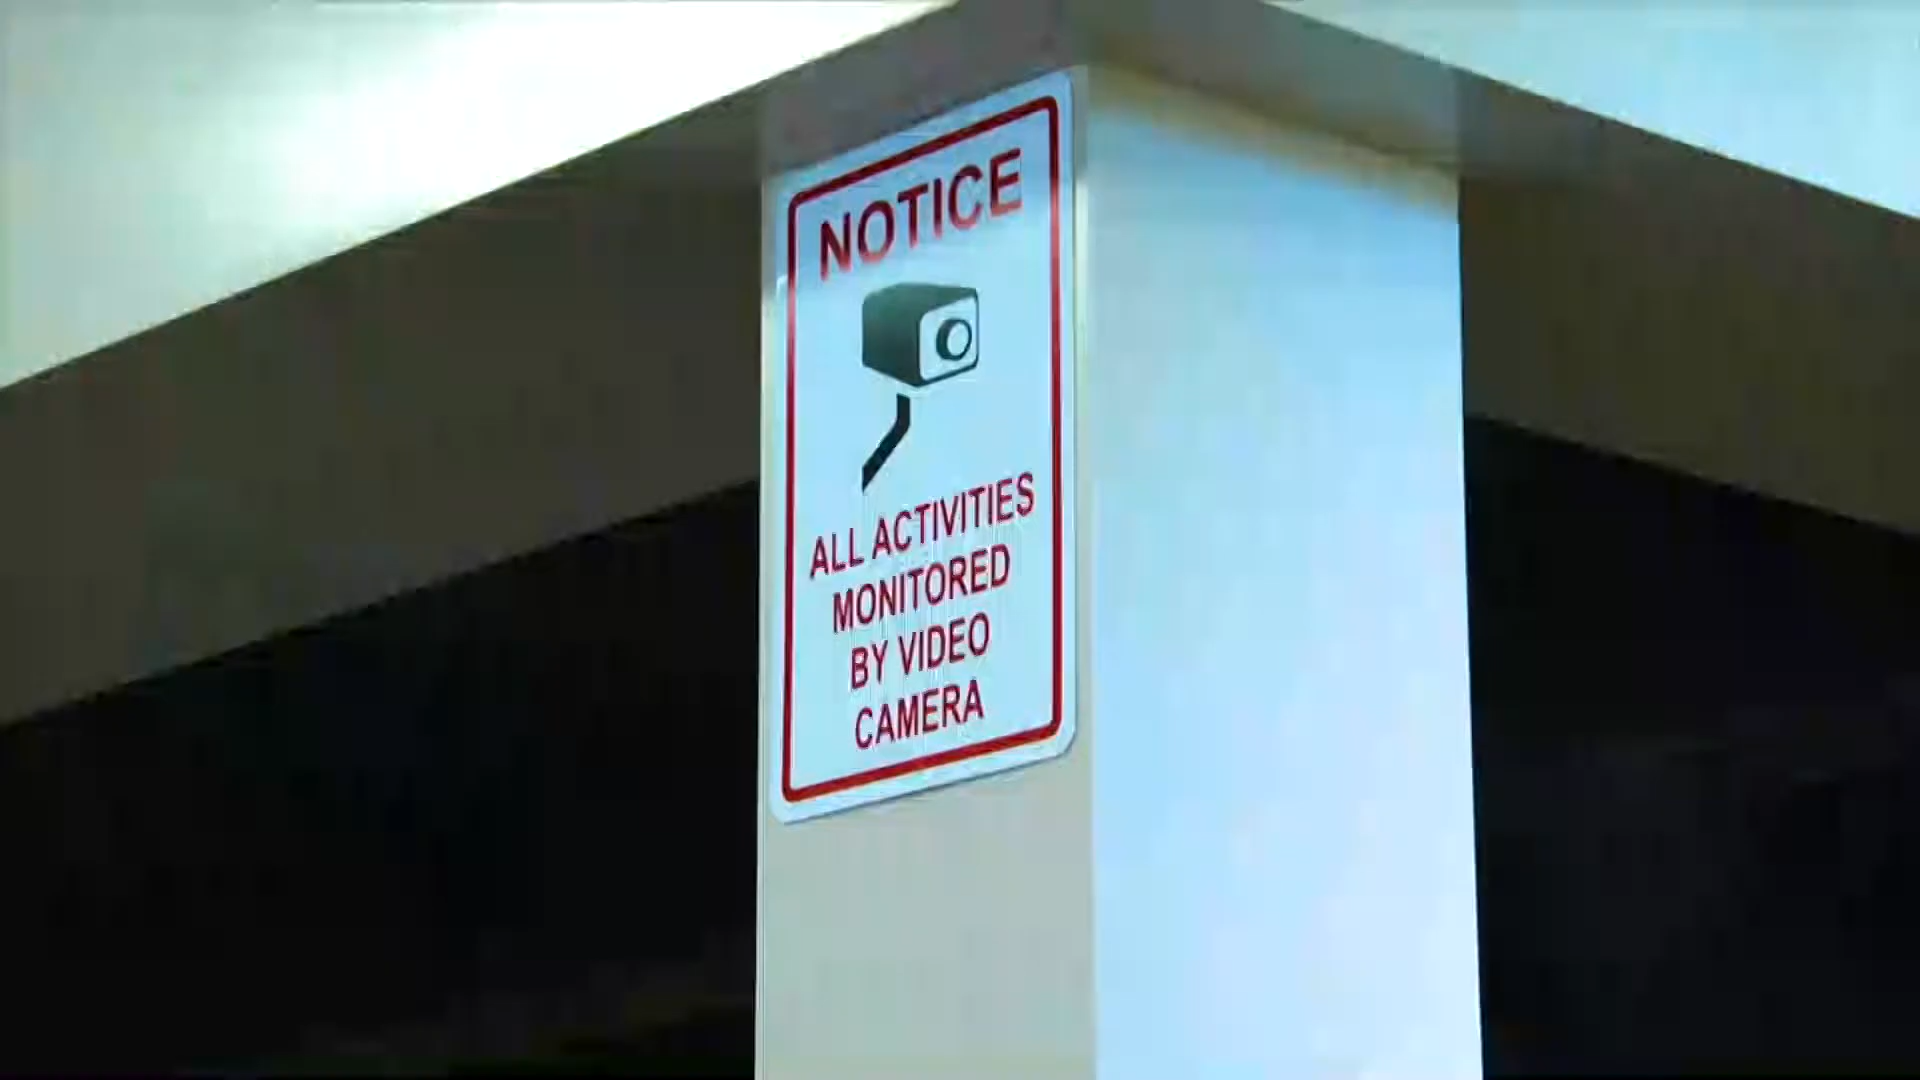 NOTICE
ALL ACTIVITIES
MONITORED
BY VIDEO
CAMERA